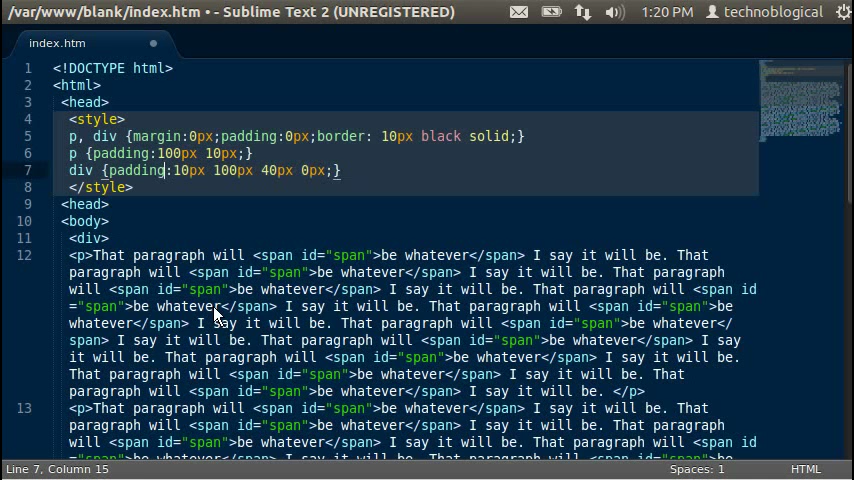 /var/www/blank/index.htm • - Sublime Text 2 (UNREGISTERED) 1:20 PM technoblogical
index.htm
1 <!DOCTYPE html>
2 <html>
3 <head>
4 <style>
5 p, div {margin:0px;padding:0px;border: 10px black solid;}
6 p {padding:100px 10px;}
7 div {padding:10px 100px 40px 0px;}
8 </style>
9 <head>
10 <body>
11 <div>
12 <p>That paragraph will <span id="span">be whatever</span> I say it will be. That
paragraph will <span id="span">be whatever</span> I say it will be. That paragraph
will <span id="span">be whatever</span> I say it will be. That paragraph will <span id
="span">be whatever</span> I say it will be. That paragraph will <span id="span">be
whatever</span> I say it will be. That paragraph will <span id="span">be whatever</
span> I say it will be. That paragraph will <span id="span">be whatever</span> I say
it will be. That paragraph will <span id="span">be whatever</span> I say it will be.
That paragraph will <span id="span">be whatever</span> I say it will be. That
paragraph will <span id="span">be whatever</span> I say it will be. </p>
13 <p>That paragraph will <span id="span">be whatever</span> I say it will be. That
paragraph will <span id="span">be whatever</span> I say it will be. That paragraph
will <span id="span">be whatever</span> I say it will be. That paragraph will <span id
Line 7, Column 15 Spaces: 1 HTML